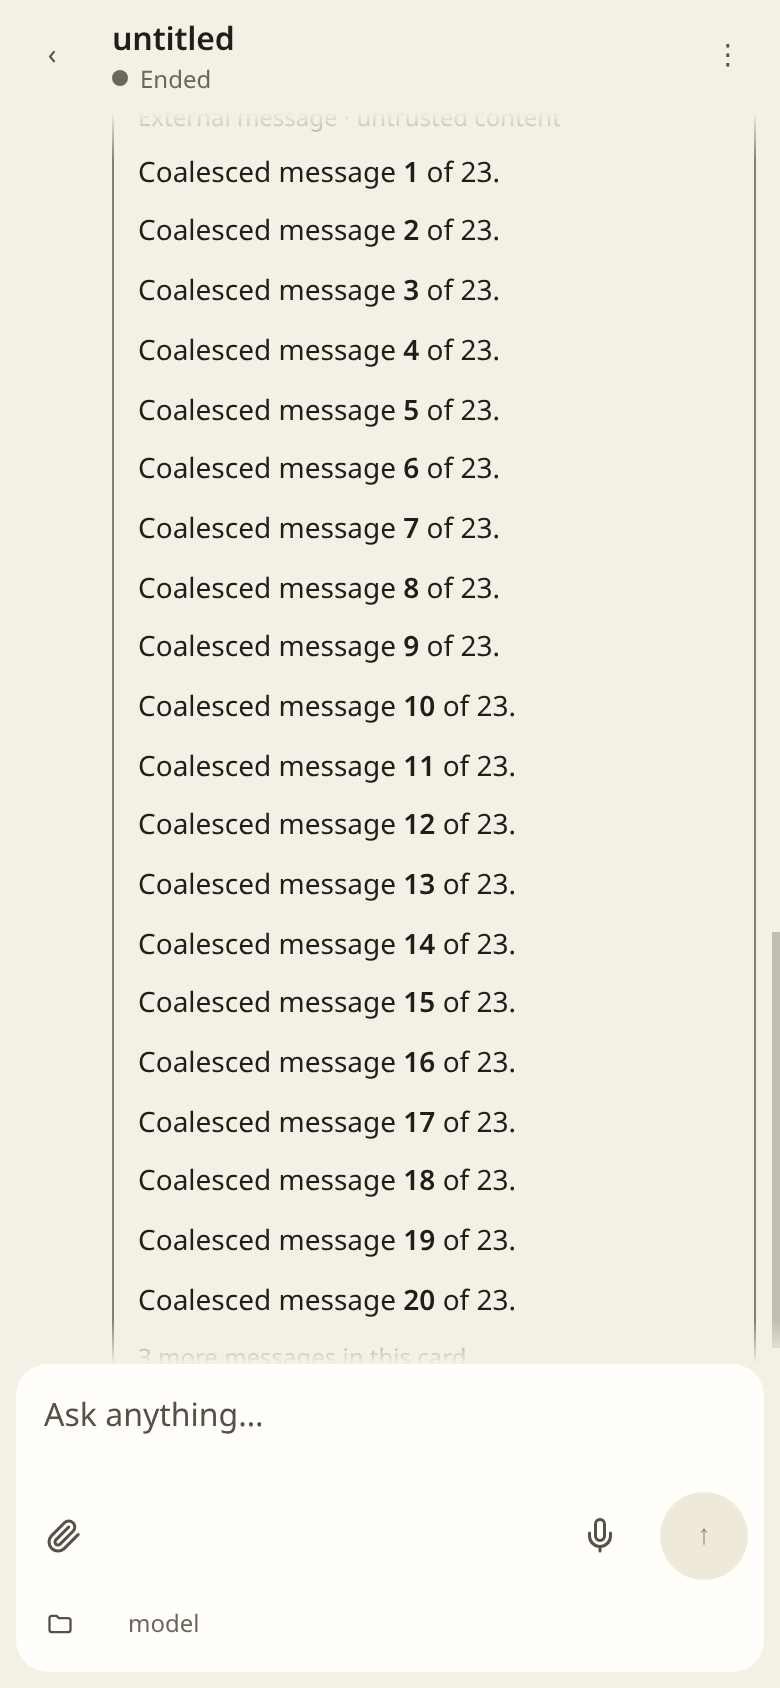 untitled
Ended
External message · untrusted content
Coalesced message 1 of 23.
Coalesced message 2 of 23.
Coalesced message 3 of 23.
Coalesced message 4 of 23.
Coalesced message 5 of 23.
Coalesced message 6 of 23.
Coalesced message 7 of 23.
Coalesced message 8 of 23.
Coalesced message 9 of 23.
Coalesced message 10 of 23.
Coalesced message 11 of 23.
Coalesced message 12 of 23.
Coalesced message 13 of 23.
Coalesced message 14 of 23.
Coalesced message 15 of 23.
Coalesced message 16 of 23.
Coalesced message 17 of 23.
Coalesced message 18 of 23.
Coalesced message 19 of 23.
Coalesced message 20 of 23.
3 more messages in this card
Ask anything...
model